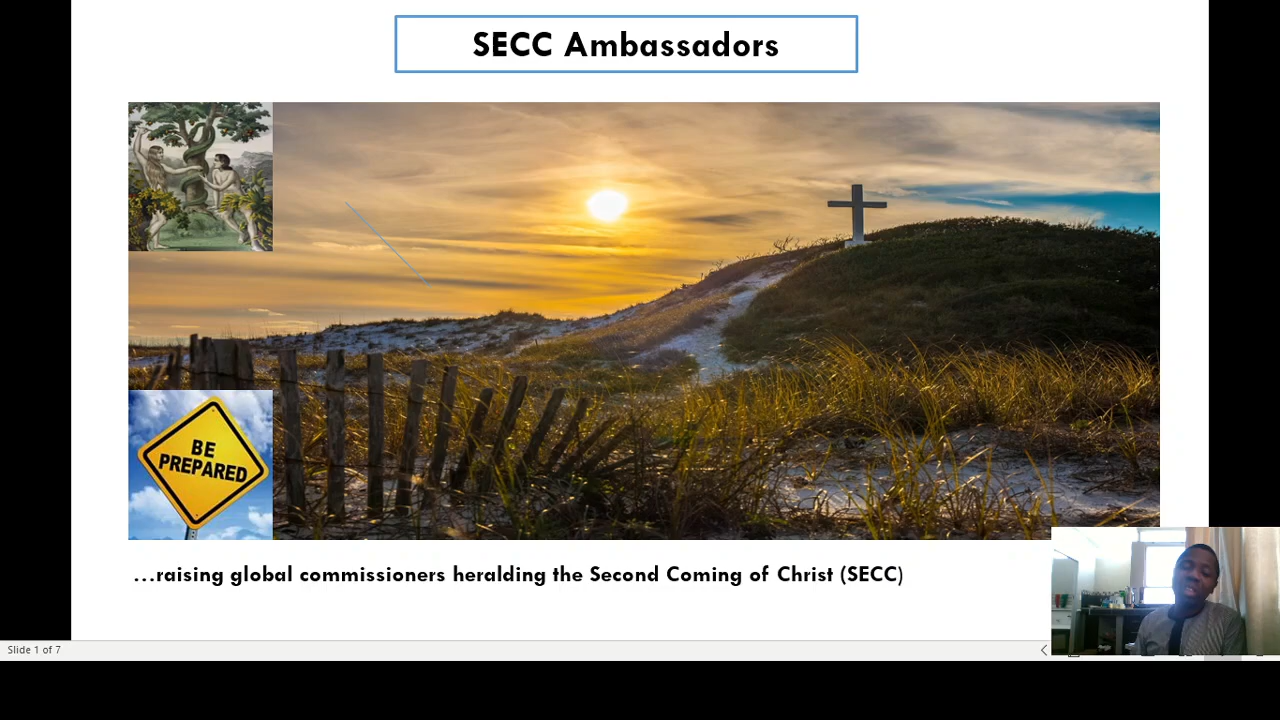 SECC Ambassadors
BE
PREPARED
...raising global commissioners heralding the Second Coming of Christ (SECC)
Slide 1 of 7